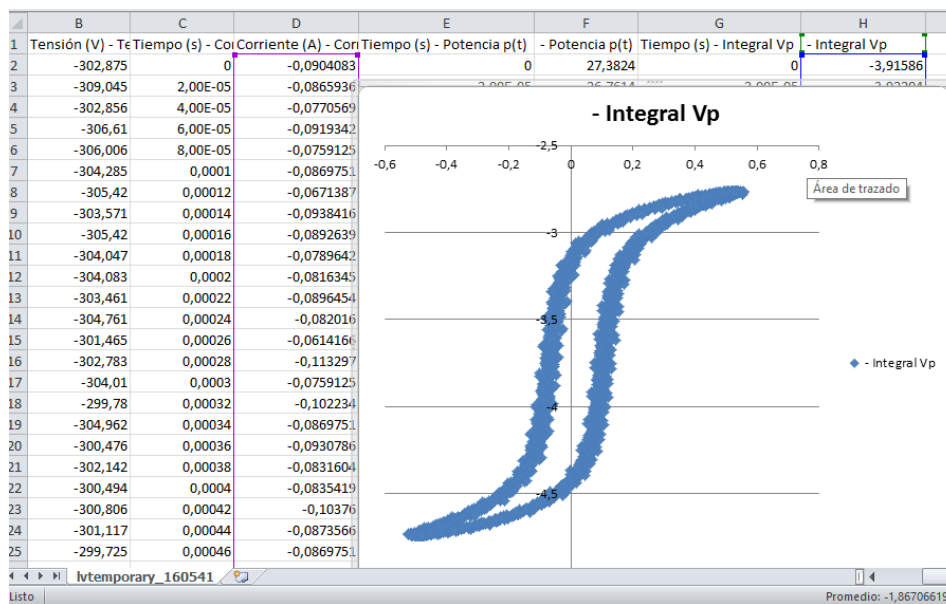 B C D E F G H
1 Tensión (V) - Te Tiempo (s) - Co Corriente (A) - Corr Tiempo (s) - Potencia p(t) - Potencia p(t) Tiempo (s) - Integral Vp - Integral Vp
2 -302,875 0 -0,0904083 0 27,3824 0 -3,91586
3 -309,045 2,00E-05 -0,0865936
4 -302,856 4,00E-05 -0,0770569
5 -306,61 6,00E-05 -0,0919342
6 -306,006 8,00E-05 -0,0759125
7 -304,285 0,0001 -0,0869751
8 -305,42 0,00012 -0,0671387
9 -303,571 0,00014 -0,0938416
10 -305,42 0,00016 -0,0892639
11 -304,047 0,00018 -0,0789642
12 -304,083 0,0002 -0,0816345
13 -303,461 0,00022 -0,0896454
14 -304,761 0,00024 -0,082016
15 -301,465 0,00026 -0,0614166
16 -302,783 0,00028 -0,113297
17 -304,01 0,0003 -0,0759125
18 -299,78 0,00032 -0,102234
19 -304,962 0,00034 -0,0869751
20 -300,476 0,00036 -0,0930786
21 -302,142 0,00038 -0,0831604
22 -300,494 0,0004 -0,0835419
23 -300,806 0,00042 -0,10376
24 -301,117 0,00044 -0,0873566
25 -299,725 0,00046 -0,0869751
- Integral Vp
-2,5
-0,6 -0,4 -0,2 0 0,2 0,4 0,6 0,8
Área de trazado
-3
-3,5
- Integral Vp
-4
-4,5
lvtemporary_160541
Listo
Promedio: -1,86706619